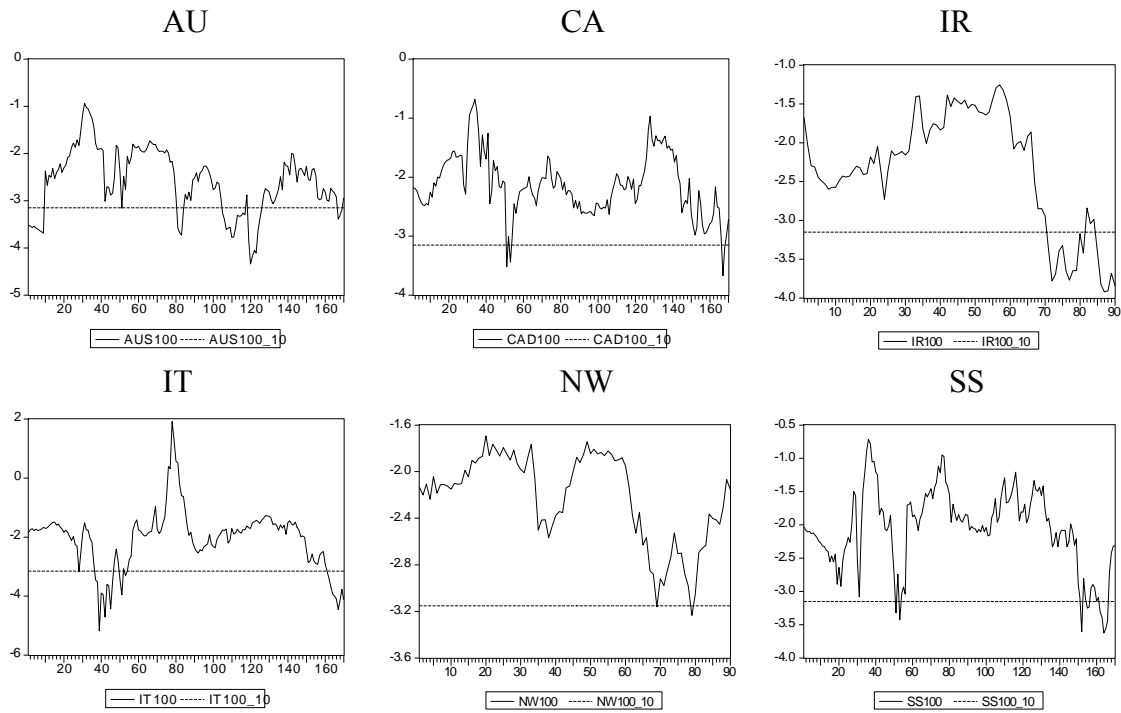 AU
CA
IR
0
-1
-2
-3
-4
-5
20 40 60 80 100 120 140 160
AUS100 AUS100_10
0
-1
-2
-3
-4
20 40 60 80 100 120 140 160
CAD100 CAD100_10
-1.0
-1.5
-2.0
-2.5
-3.0
-3.5
-4.0
10 20 30 40 50 60 70 80 90
IR100 IR100_10
IT
NW
SS
2
0
-2
-4
-6
20 40 60 80 100 120 140 160
IT100 IT100_10
-1.6
-2.0
-2.4
-2.8
-3.2
-3.6
10 20 30 40 50 60 70 80 90
NW100 NW100_10
-0.5
-1.0
-1.5
-2.0
-2.5
-3.0
-3.5
-4.0
20 40 60 80 100 120 140 160
SS100 SS100_10